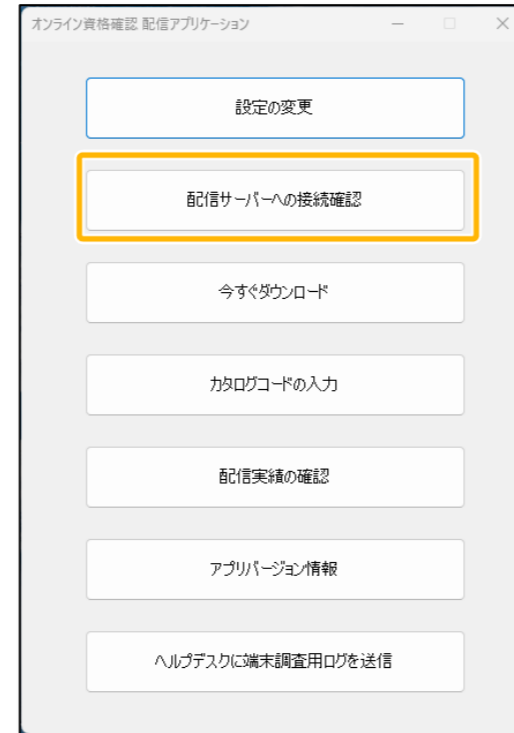 オンライン資格確認 配信アプリケーション
設定の変更
配信サーバーへの接続確認
今すぐダウンロード
カタログコードの入力
配信実績の確認
アプリバージョン情報
ヘルプデスクに端末調査用ログを送信